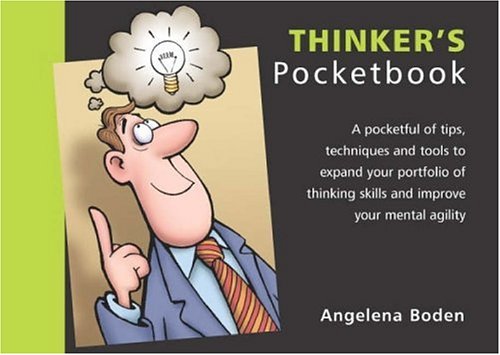 THINKER'S
Pocketbook
A pocketful of tips,
techniques and tools to
expand your portfolio of
thinking skills and improve
your mental agility
Angelena Boden